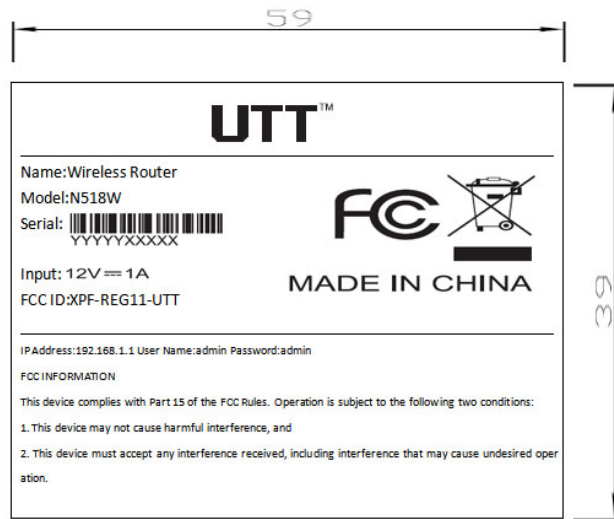 59
UTT™
Name:Wireless Router
Model:N518W
Serial:
YYYYYXXXXX
Input: 12V⎓1A
FCC ID:XPF-REG11-UTT
FC
MADE IN CHINA
39
IPAddress:192.168.1.1 User Name:admin Password:admin
FCC INFORMATION
This device complies with Part 15 of the FCC Rules. Operation is subject to the following two conditions:
1. This device may not cause harmful interference, and
2. This device must accept any interference received, including interference that may cause undesired oper
ation.